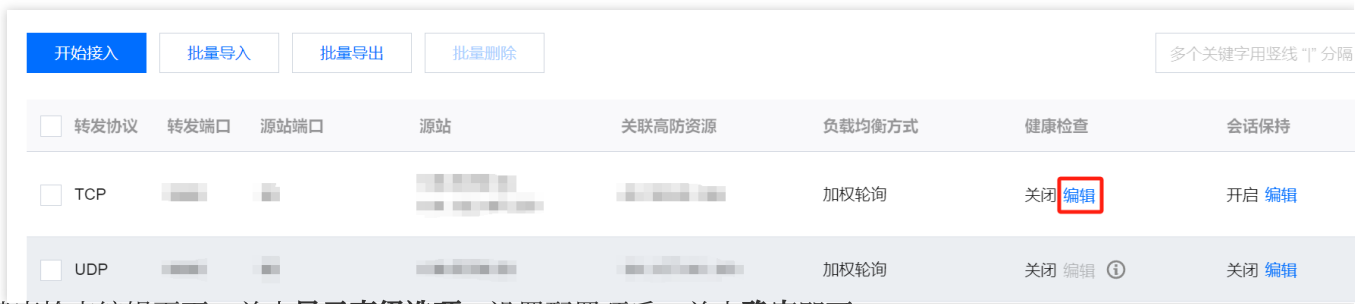 开始接入 批量导入 批量导出 批量删除 多个关键字用竖线 "|" 分隔
转发协议 转发端口 源站端口 源站 关联高防资源 负载均衡方式 健康检查 会话保持
TCP 加权轮询 关闭 编辑 开启 编辑
UDP 加权轮询 关闭 编辑 关闭 编辑